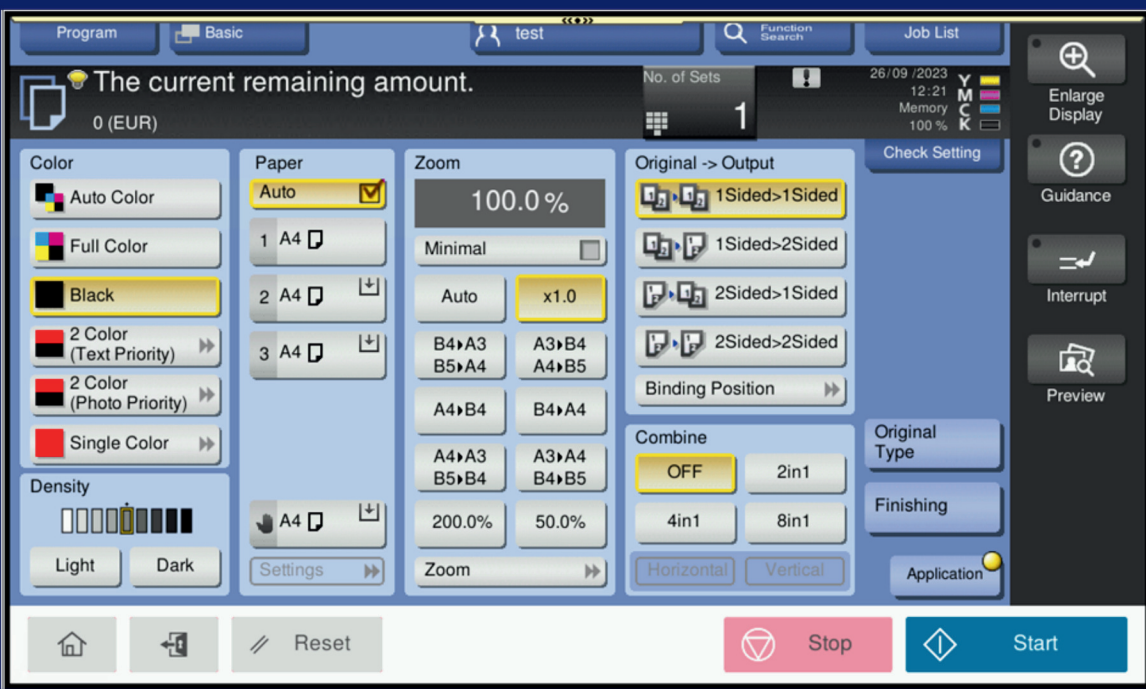 Program
Basic
test
Function
Search
Job List
The current remaining amount.
0 (EUR)
No. of Sets
1
26/09 /2023
12:21
Memory
100 %
Y
M
C
K
Enlarge
Display
Guidance
Interrupt
Preview
Check Setting
Color
Auto Color
Full Color
Black
2 Color
(Text Priority)
2 Color
(Photo Priority)
Single Color
Density
Light
Dark
Paper
Auto
1 A4
2 A4
3 A4
A4
Settings
Zoom
100.0 %
Minimal
Auto
x1.0
B4▸A3
B5▸A4
A3▸B4
A4▸B5
A4▸B4
B4▸A4
A4▸A3
B5▸B4
A3▸A4
B4▸B5
200.0%
50.0%
Zoom
Original -> Output
1Sided>1Sided
1Sided>2Sided
2Sided>1Sided
2Sided>2Sided
Binding Position
Combine
OFF
2in1
4in1
8in1
Horizontal
Vertical
Original
Type
Finishing
Application
Reset
Stop
Start